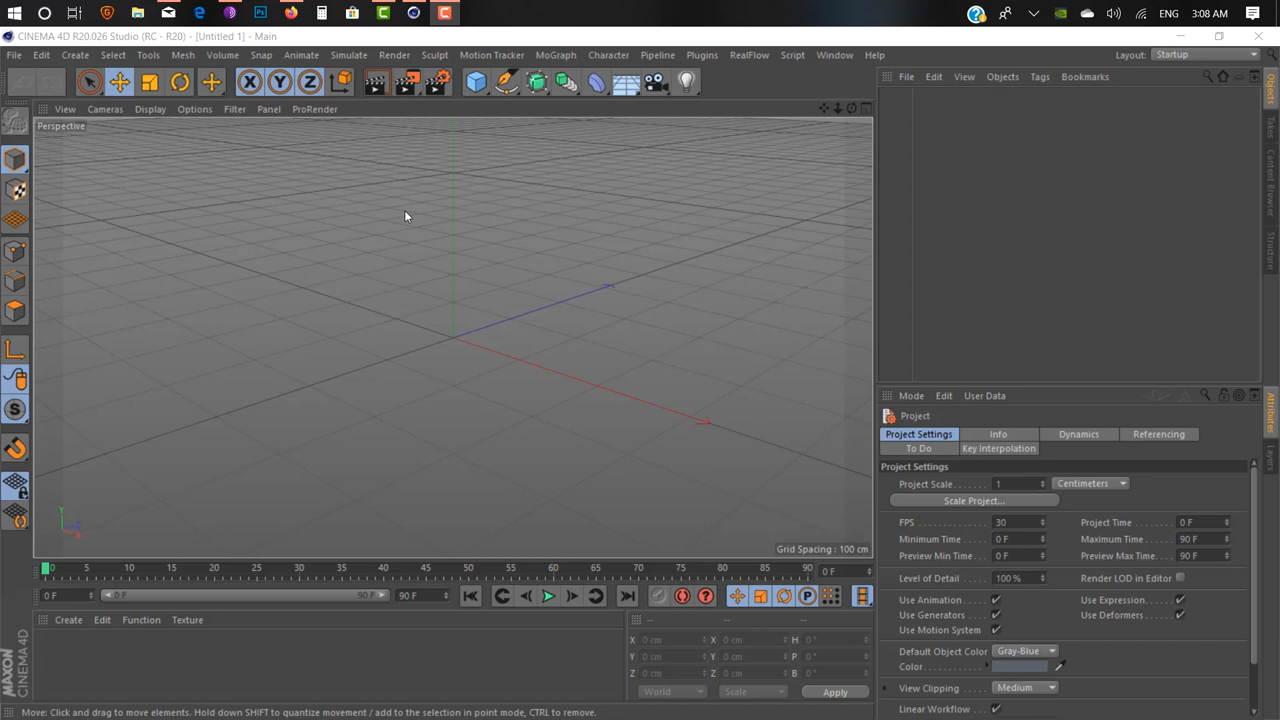 ENG 3:08 AM
CINEMA 4D R20.026 Studio (RC - R20) - [Untitled 1] - Main
File Edit Create Select Tools Mesh Volume Snap Animate Simulate Render Sculpt Motion Tracker MoGraph Character Pipeline Plugins RealFlow Script Window Help Layout: Startup
X Y Z
File Edit View Objects Tags Bookmarks
View Cameras Display Options Filter Panel ProRender
Perspective
Objects
Takes
Content Browser
Structure
Y
Z
X
Grid Spacing : 100 cm
Mode Edit User Data
Project
Project Settings Info Dynamics Referencing
To Do Key Interpolation
Project Settings
Project Scale . . . . . . . 1 Centimeters
Scale Project...
FPS 30 Project Time 0 F
Minimum Time 0 F Maximum Time 90 F
Preview Min Time 0 F Preview Max Time 90 F
Level of Detail 100 % Render LOD in Editor
Use Animation Use Expression
Use Generators Use Deformers
Use Motion System
Default Object Color Gray-Blue
Color
View Clipping Medium
Linear Workflow
Attributes
Layers
0 5 10 15 20 25 30 35 40 45 50 55 60 65 70 75 80 85 90 0 F
0 F 0 F 90 F 90 F
P
S
Create Edit Function Texture
-- -- --
X 0 cm X 0 cm H 0 °
Y 0 cm Y 0 cm P 0 °
Z 0 cm Z 0 cm B 0 °
World Scale Apply
MAXON
CINEMA 4D
Move: Click and drag to move elements. Hold down SHIFT to quantize movement / add to the selection in point mode, CTRL to remove.